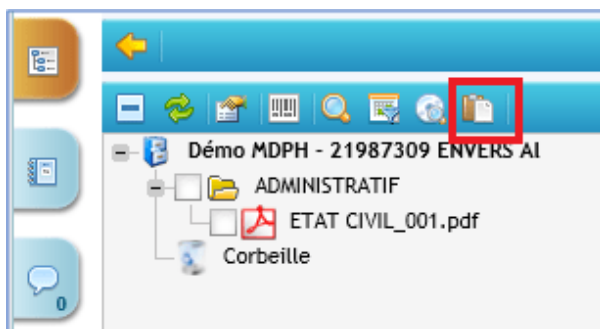 Démo MDPH - 21987309 ENVERS Al
ADMINISTRATIF
ETAT CIVIL_001.pdf
Corbeille
0